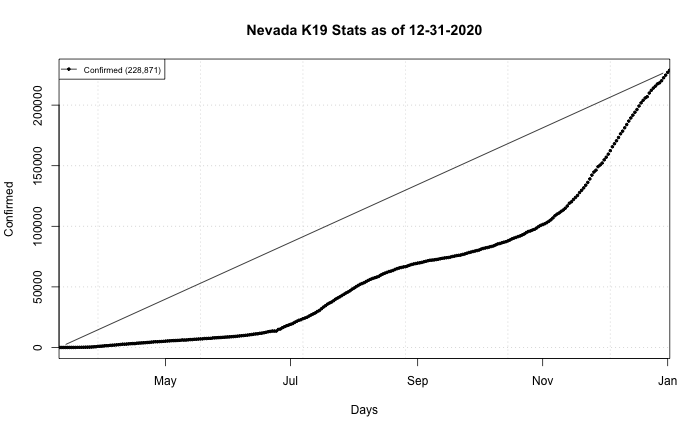 Nevada K19 Stats as of 12-31-2020
Confirmed (228,871)
Confirmed
200000
150000
100000
50000
0
May Jul Sep Nov Jan
Days